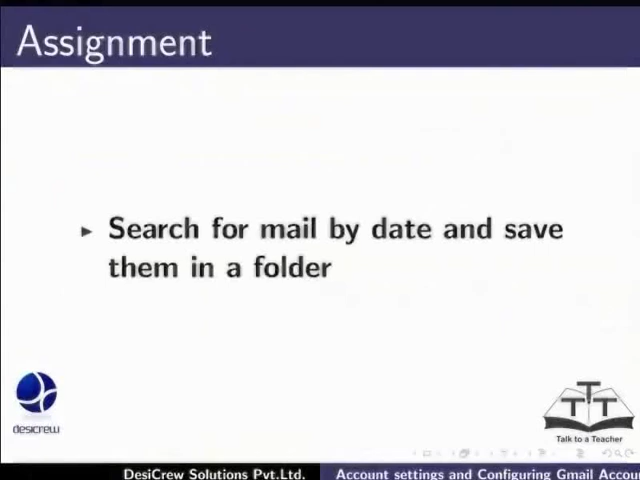 Assignment
Search for mail by date and save
them in a folder
desicrew
TTT
Talk to a Teacher
DesiCrew Solutions Pvt.Ltd.
Account settings and Configuring Gmail Accou